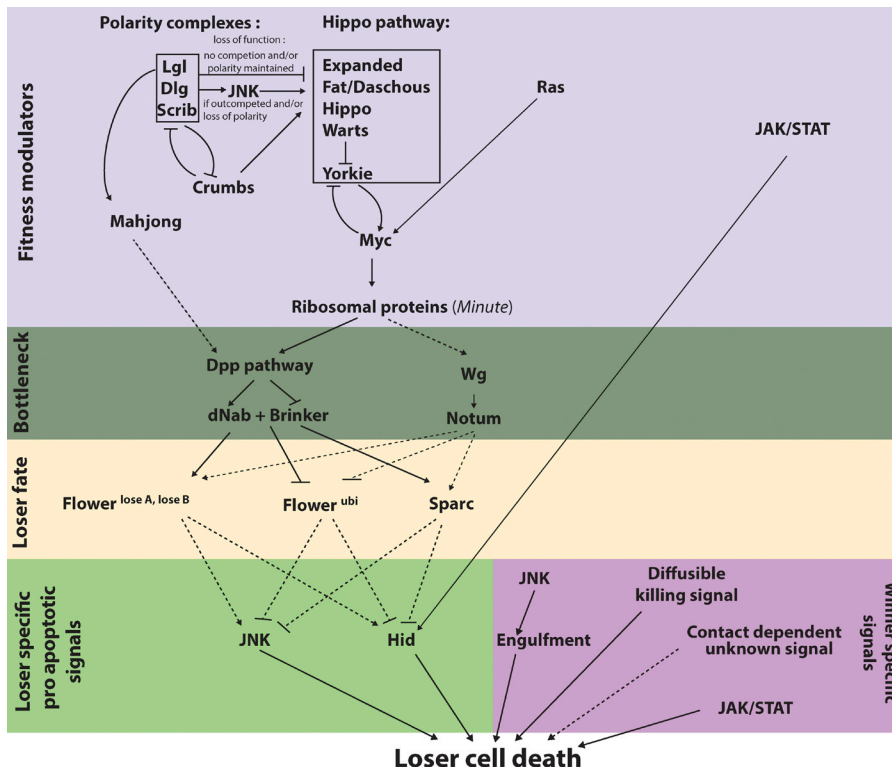 Polarity complexes :
Hippo pathway:
loss of function :
no competion and/or
polarity maintained
Lgl
Dlg
Scrib
JNK
if outcompeted and/or
loss of polarity
Expanded
Fat/Daschous
Hippo
Warts
Yorkie
Ras
JAK/STAT
Crumbs
Mahjong
Myc
Ribosomal proteins (Minute)
Fitness modulators
Bottleneck
Dpp pathway
Wg
dNab + Brinker
Notum
Loser fate
Flower lose A, lose B
Flower ubi
Sparc
Loser specific
pro apoptotic
signals
JNK
Hid
JNK
Engulfment
Diffusible
killing signal
Contact dependent
unknown signal
JAK/STAT
signals
Loser cell death